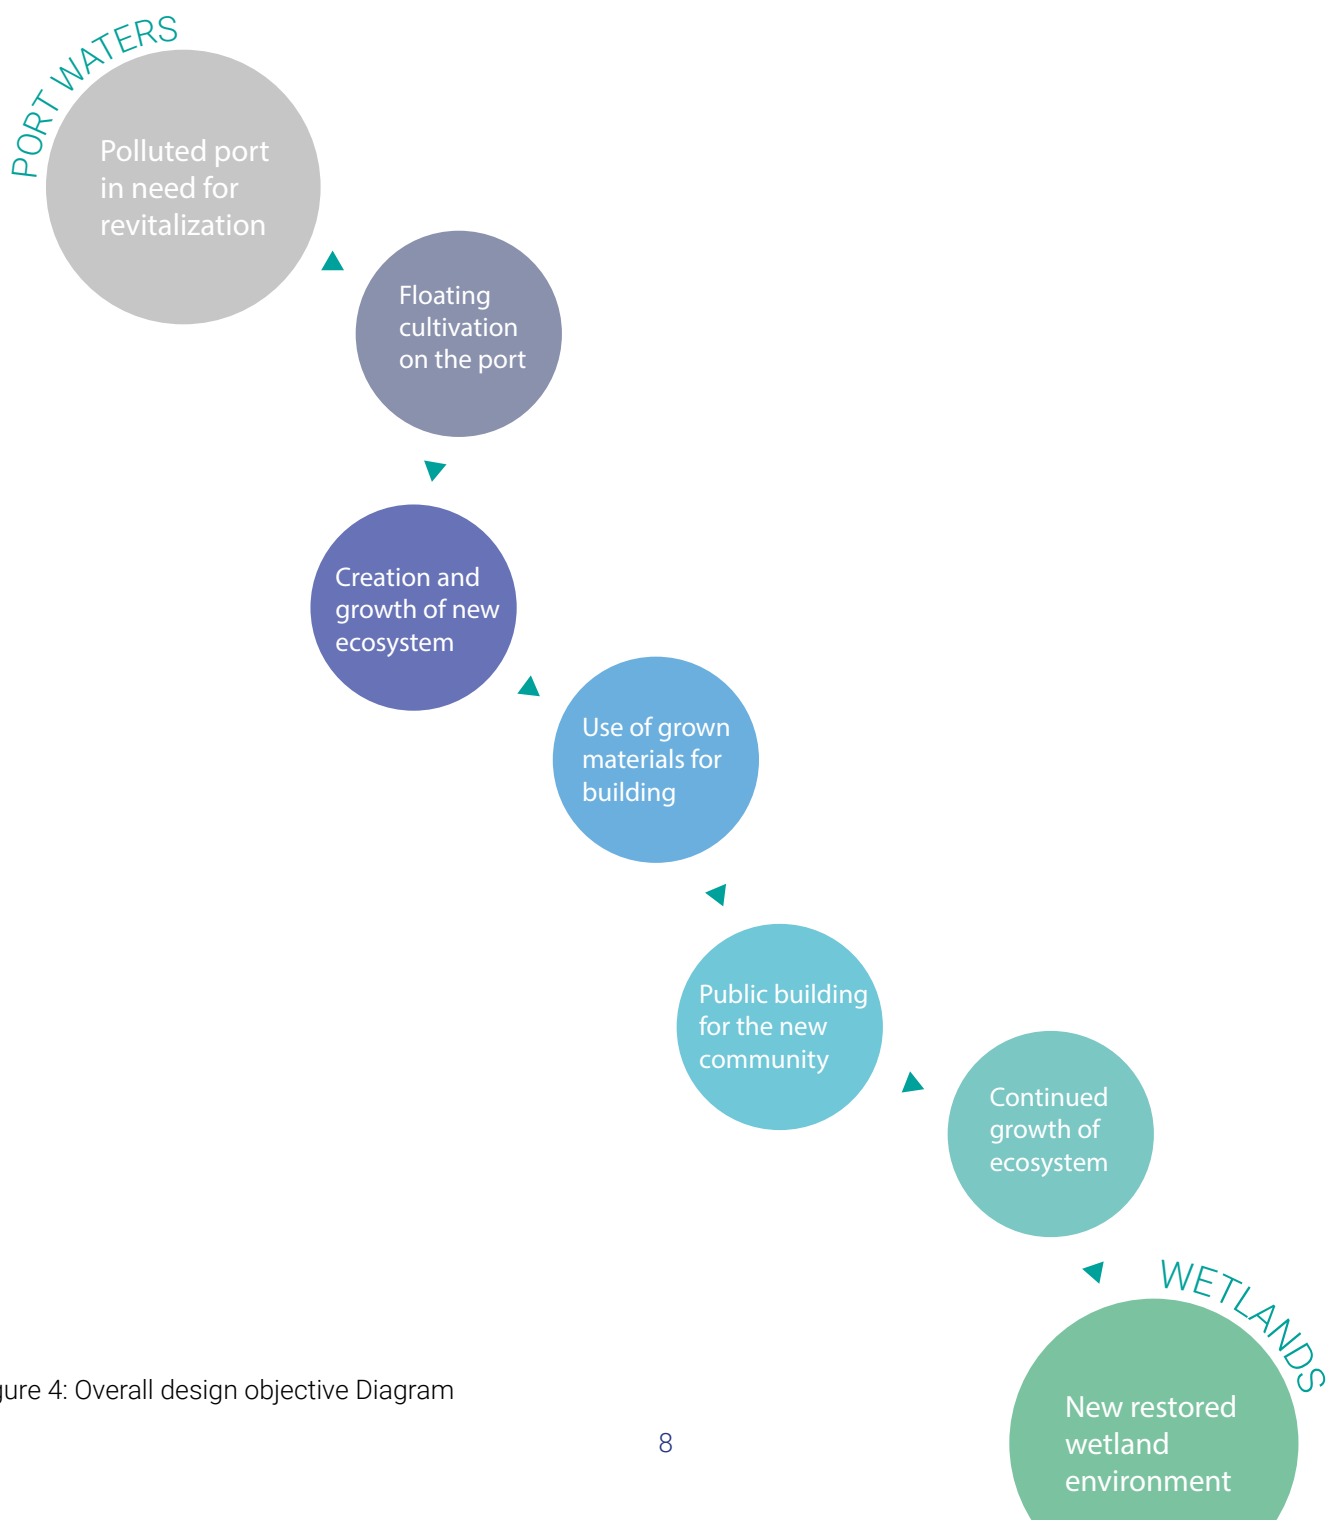 PORT WATERS
Polluted port
in need for
revitalization
Floating
cultivation
on the port
Creation and
growth of new
ecosystem
Use of grown
materials for
building
Public building
for the new
community
Continued
growth of
ecosystem
WETLANDS
New restored
wetland
environment
gure 4: Overall design objective Diagram
8